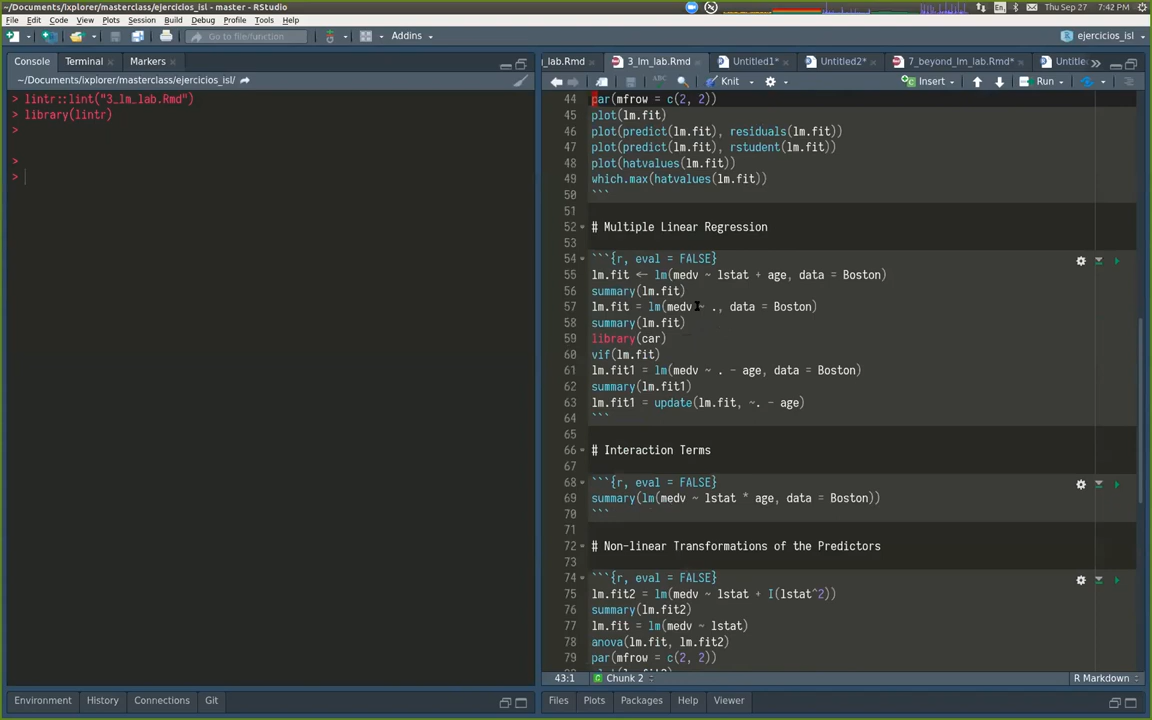 ~/Documents/ixplorer/masterclass/ejercicios_isl - master - RStudio
En
Thu Sep 27
7:42 PM
File Edit Code View Plots Session Build Debug Profile Tools Help
Go to file/function
Addins
ejercicios_isl
Console Terminal Markers
~/Documents/ixplorer/masterclass/ejercicios_isl/
> lintr::lint("3_lm_lab.Rmd")
> library(lintr)
>
>
>
_lab.Rmd 3_lm_lab.Rmd Untitled1* Untitled2* 7_beyond_lm_lab.Rmd* Untitle
ABC Knit Insert Run
44 par(mfrow = c(2, 2))
45 plot(lm.fit)
46 plot(predict(lm.fit), residuals(lm.fit))
47 plot(predict(lm.fit), rstudent(lm.fit))
48 plot(hatvalues(lm.fit))
49 which.max(hatvalues(lm.fit))
50 ```
51
52 # Multiple Linear Regression
53
54 ```{r, eval = FALSE}
55 lm.fit <- lm(medv ~ lstat + age, data = Boston)
56 summary(lm.fit)
57 lm.fit = lm(medv ~ ., data = Boston)
58 summary(lm.fit)
59 library(car)
60 vif(lm.fit)
61 lm.fit1 = lm(medv ~ . - age, data = Boston)
62 summary(lm.fit1)
63 lm.fit1 = update(lm.fit, ~. - age)
64 ```
65
66 # Interaction Terms
67
68 ```{r, eval = FALSE}
69 summary(lm(medv ~ lstat * age, data = Boston))
70 ```
71
72 # Non-linear Transformations of the Predictors
73
74 ```{r, eval = FALSE}
75 lm.fit2 = lm(medv ~ lstat + I(lstat^2))
76 summary(lm.fit2)
77 lm.fit = lm(medv ~ lstat)
78 anova(lm.fit, lm.fit2)
79 par(mfrow = c(2, 2))
43:1 Chunk 2 R Markdown
Environment History Connections Git
Files Plots Packages Help Viewer